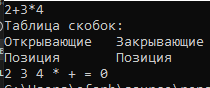 2+3*4
Таблица скобок:
Открывающие Закрывающие
Позиция Позиция
2 3 4 * + = 0